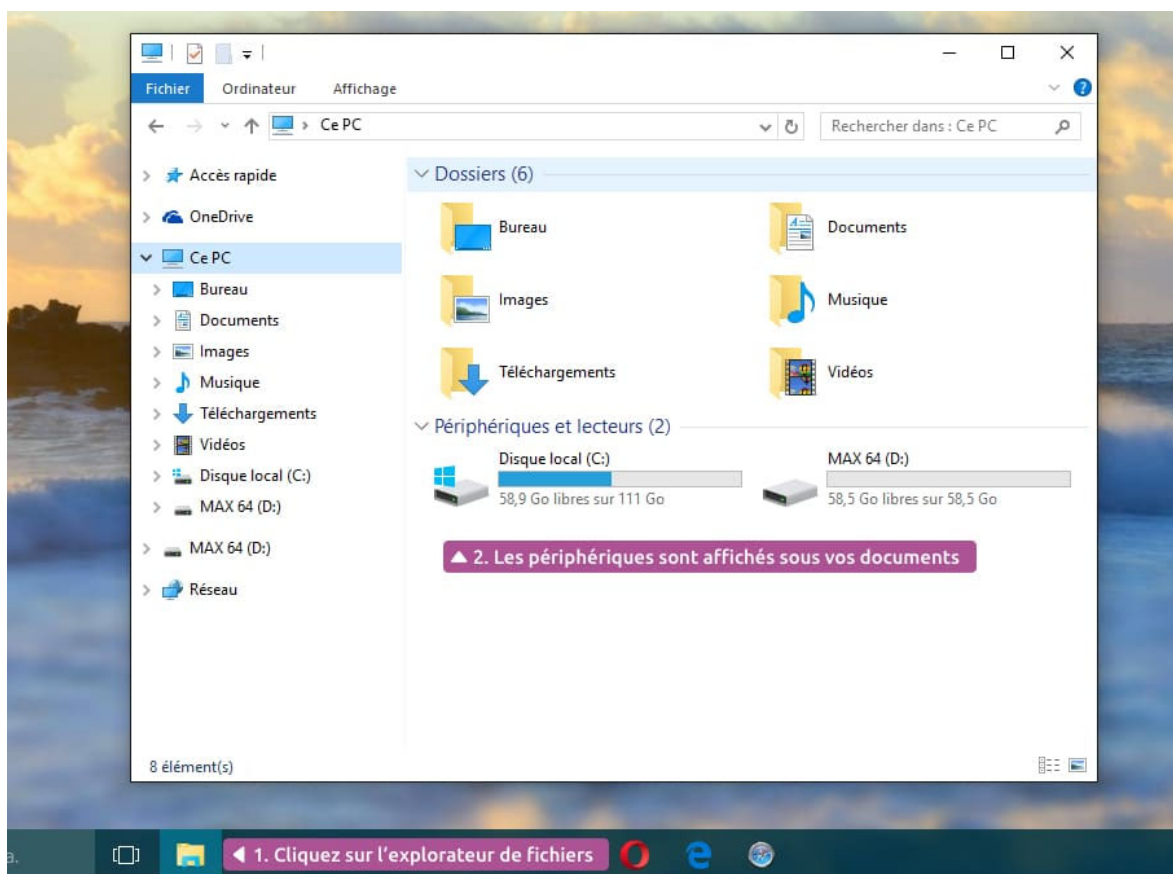 Fichier Ordinateur Affichage
Ce PC Rechercher dans : Ce PC
Accès rapide
OneDrive
Ce PC
Bureau
Documents
Images
Musique
Téléchargements
Vidéos
Disque local (C:)
MAX 64 (D:)
MAX 64 (D:)
Réseau
Dossiers (6)
Bureau Documents
Images Musique
Téléchargements Vidéos
Périphériques et lecteurs (2)
Disque local (C:) MAX 64 (D:)
58,9 Go libres sur 111 Go 58,5 Go libres sur 58,5 Go
2. Les périphériques sont affichés sous vos documents
8 élément(s)
a. 1. Cliquez sur l’explorateur de fichiers